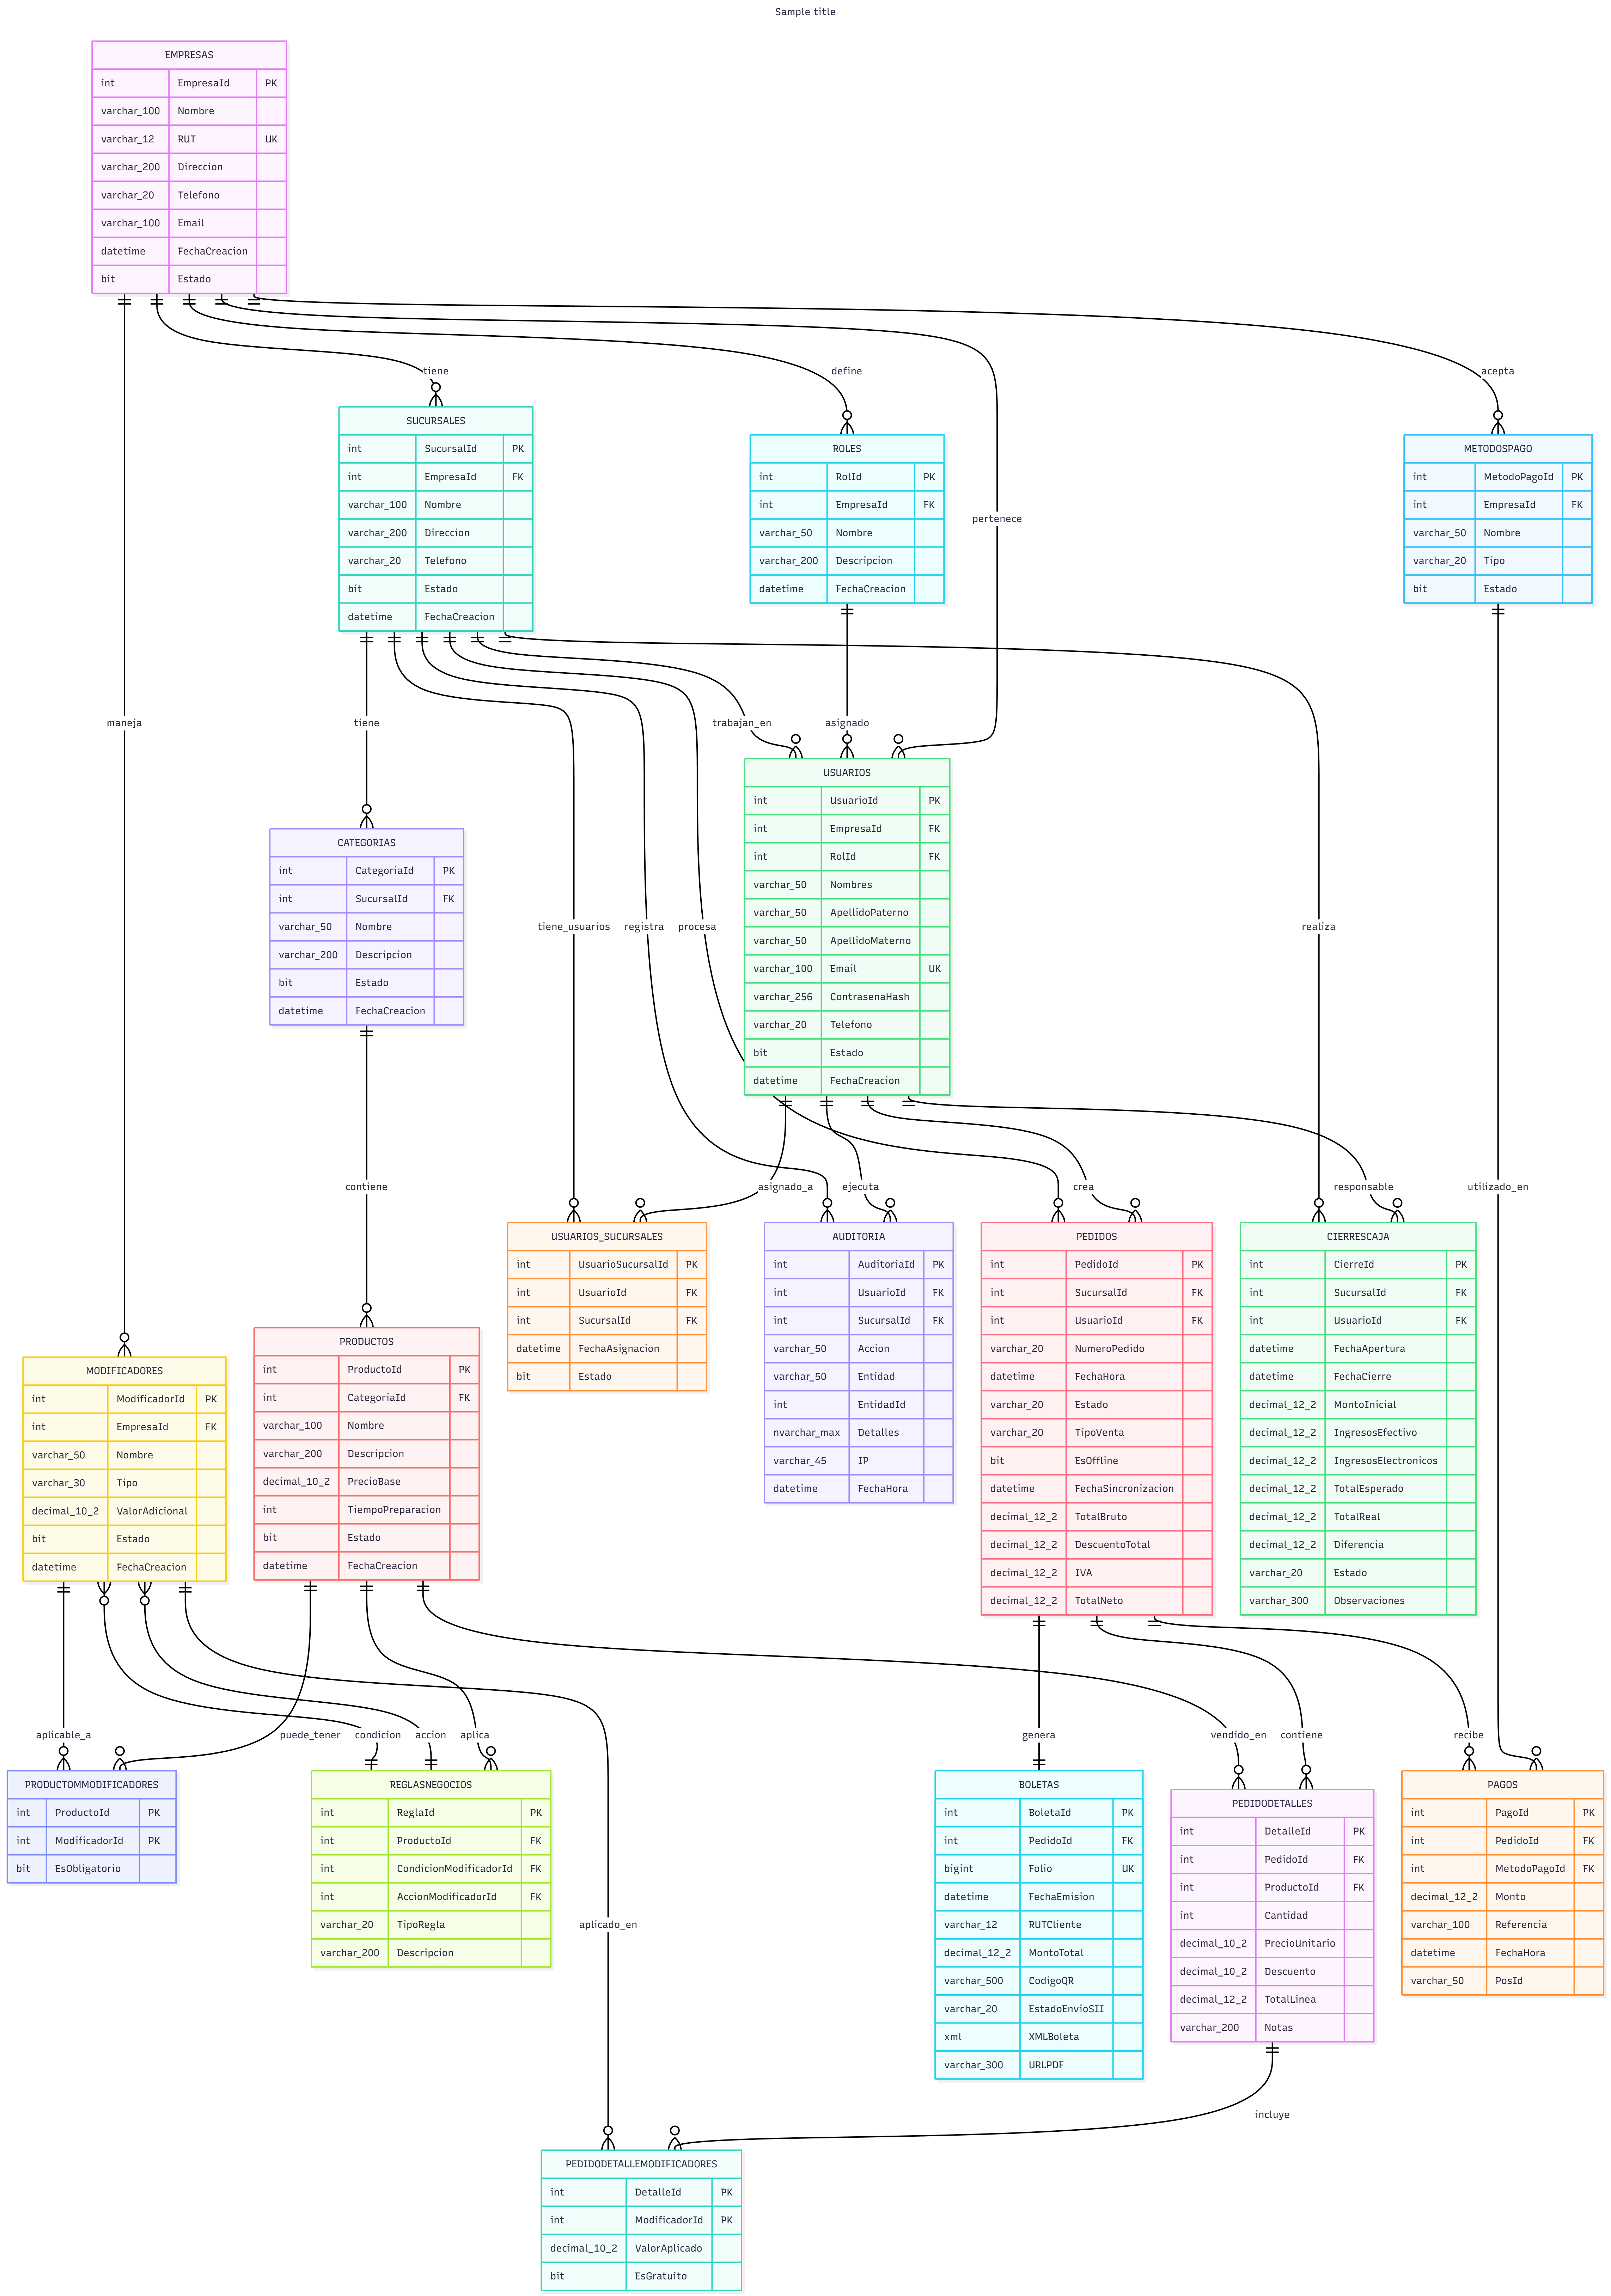 Sample title
EMPRESAS
int EmpresaId PK
varchar_100 Nombre
varchar_12 RUT UK
varchar_200 Direccion
varchar_20 Telefono
varchar_100 Email
datetime FechaCreacion
bit Estado
tiene
define
acepta
SUCURSALES
int SucursalId PK
int EmpresaId FK
varchar_100 Nombre
varchar_200 Direccion
varchar_20 Telefono
bit Estado
datetime FechaCreacion
ROLES
int RolId PK
int EmpresaId FK
varchar_50 Nombre
varchar_200 Descripcion
datetime FechaCreacion
pertenece
METODOSPAGO
int MetodoPagoId PK
int EmpresaId FK
varchar_50 Nombre
varchar_20 Tipo
bit Estado
maneja
tiene
trabajan_en
asignado
CATEGORIAS
int CategoriaId PK
int SucursalId FK
varchar_50 Nombre
varchar_200 Descripcion
bit Estado
datetime FechaCreacion
tiene_usuarios
registra
procesa
USUARIOS
int UsuarioId PK
int EmpresaId FK
int RolId FK
varchar_50 Nombres
varchar_50 ApellidoPaterno
varchar_50 ApellidoMaterno
varchar_100 Email UK
varchar_256 ContrasenaHash
varchar_20 Telefono
bit Estado
datetime FechaCreacion
realiza
contiene
asignado_a
ejecuta
crea
responsable
utilizado_en
USUARIOS_SUCURSALES
int UsuarioSucursalId PK
int UsuarioId FK
int SucursalId FK
datetime FechaAsignacion
bit Estado
AUDITORIA
int AuditoriaId PK
int UsuarioId FK
int SucursalId FK
varchar_50 Accion
varchar_50 Entidad
int EntidadId
nvarchar_max Detalles
varchar_45 IP
datetime FechaHora
PEDIDOS
int PedidoId PK
int SucursalId FK
int UsuarioId FK
varchar_20 NumeroPedido
datetime FechaHora
varchar_20 Estado
varchar_20 TipoVenta
bit EsOffline
datetime FechaSincronizacion
decimal_12_2 TotalBruto
decimal_12_2 DescuentoTotal
decimal_12_2 IVA
decimal_12_2 TotalNeto
CIERRESCAJA
int CierreId PK
int SucursalId FK
int UsuarioId FK
datetime FechaApertura
datetime FechaCierre
decimal_12_2 MontoInicial
decimal_12_2 IngresosEfectivo
decimal_12_2 IngresosElectronicos
decimal_12_2 TotalEsperado
decimal_12_2 TotalReal
decimal_12_2 Diferencia
varchar_20 Estado
varchar_300 Observaciones
MODIFICADORES
int ModificadorId PK
int EmpresaId FK
varchar_50 Nombre
varchar_30 Tipo
decimal_10_2 ValorAdicional
bit Estado
datetime FechaCreacion
PRODUCTOS
int ProductoId PK
int CategoriaId FK
varchar_100 Nombre
varchar_200 Descripcion
decimal_10_2 PrecioBase
int TiempoPreparacion
bit Estado
datetime FechaCreacion
aplicable_a
puede_tener
condicion
accion
aplica
genera
vendido_en
contiene
recibe
PRODUCTOMMODIFICADORES
int ProductoId PK
int ModificadorId PK
bit EsObligatorio
REGLASNEGOCIOS
int ReglaId PK
int ProductoId FK
int CondicionModificadorId FK
int AccionModificadorId FK
varchar_20 TipoRegla
varchar_200 Descripcion
aplicado_en
BOLETAS
int BoletaId PK
int PedidoId FK
bigint Folio UK
datetime FechaEmision
varchar_12 RUTCliente
decimal_12_2 MontoTotal
varchar_500 CodigoQR
varchar_20 EstadoEnvioSII
xml XMLBoleta
varchar_300 URLPDF
PEDIDODETALLES
int DetalleId PK
int PedidoId FK
int ProductoId FK
int Cantidad
decimal_10_2 PrecioUnitario
decimal_10_2 Descuento
decimal_12_2 TotalLinea
varchar_200 Notas
PAGOS
int PagoId PK
int PedidoId FK
int MetodoPagoId FK
decimal_12_2 Monto
varchar_100 Referencia
datetime FechaHora
varchar_50 PosId
incluye
PEDIDODETALLEMODIFICADORES
int DetalleId PK
int ModificadorId PK
decimal_10_2 ValorAplicado
bit EsGratuito